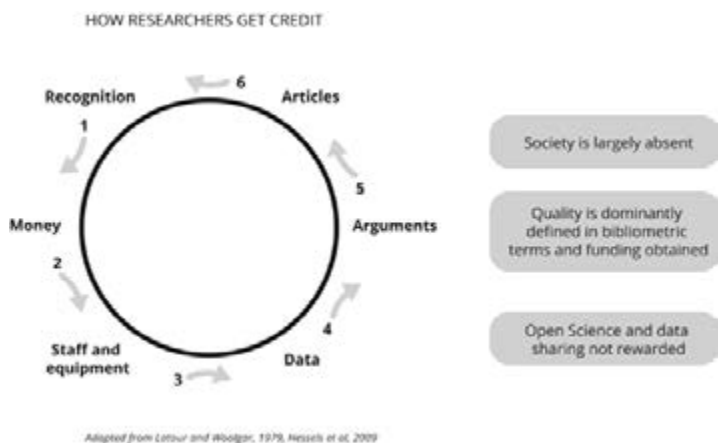 HOW RESEARCHERS GET CREDIT
6
Recognition
Articles
1
5
Money
Arguments
2
4
Staff and
equipment
Data
3
Society is largely absent
Quality is dominantly
defined in bibliometric
terms and funding obtained
Open Science and data
sharing not rewarded
Adapted from Latour and Woolgar, 1979, Hessels et al, 2009